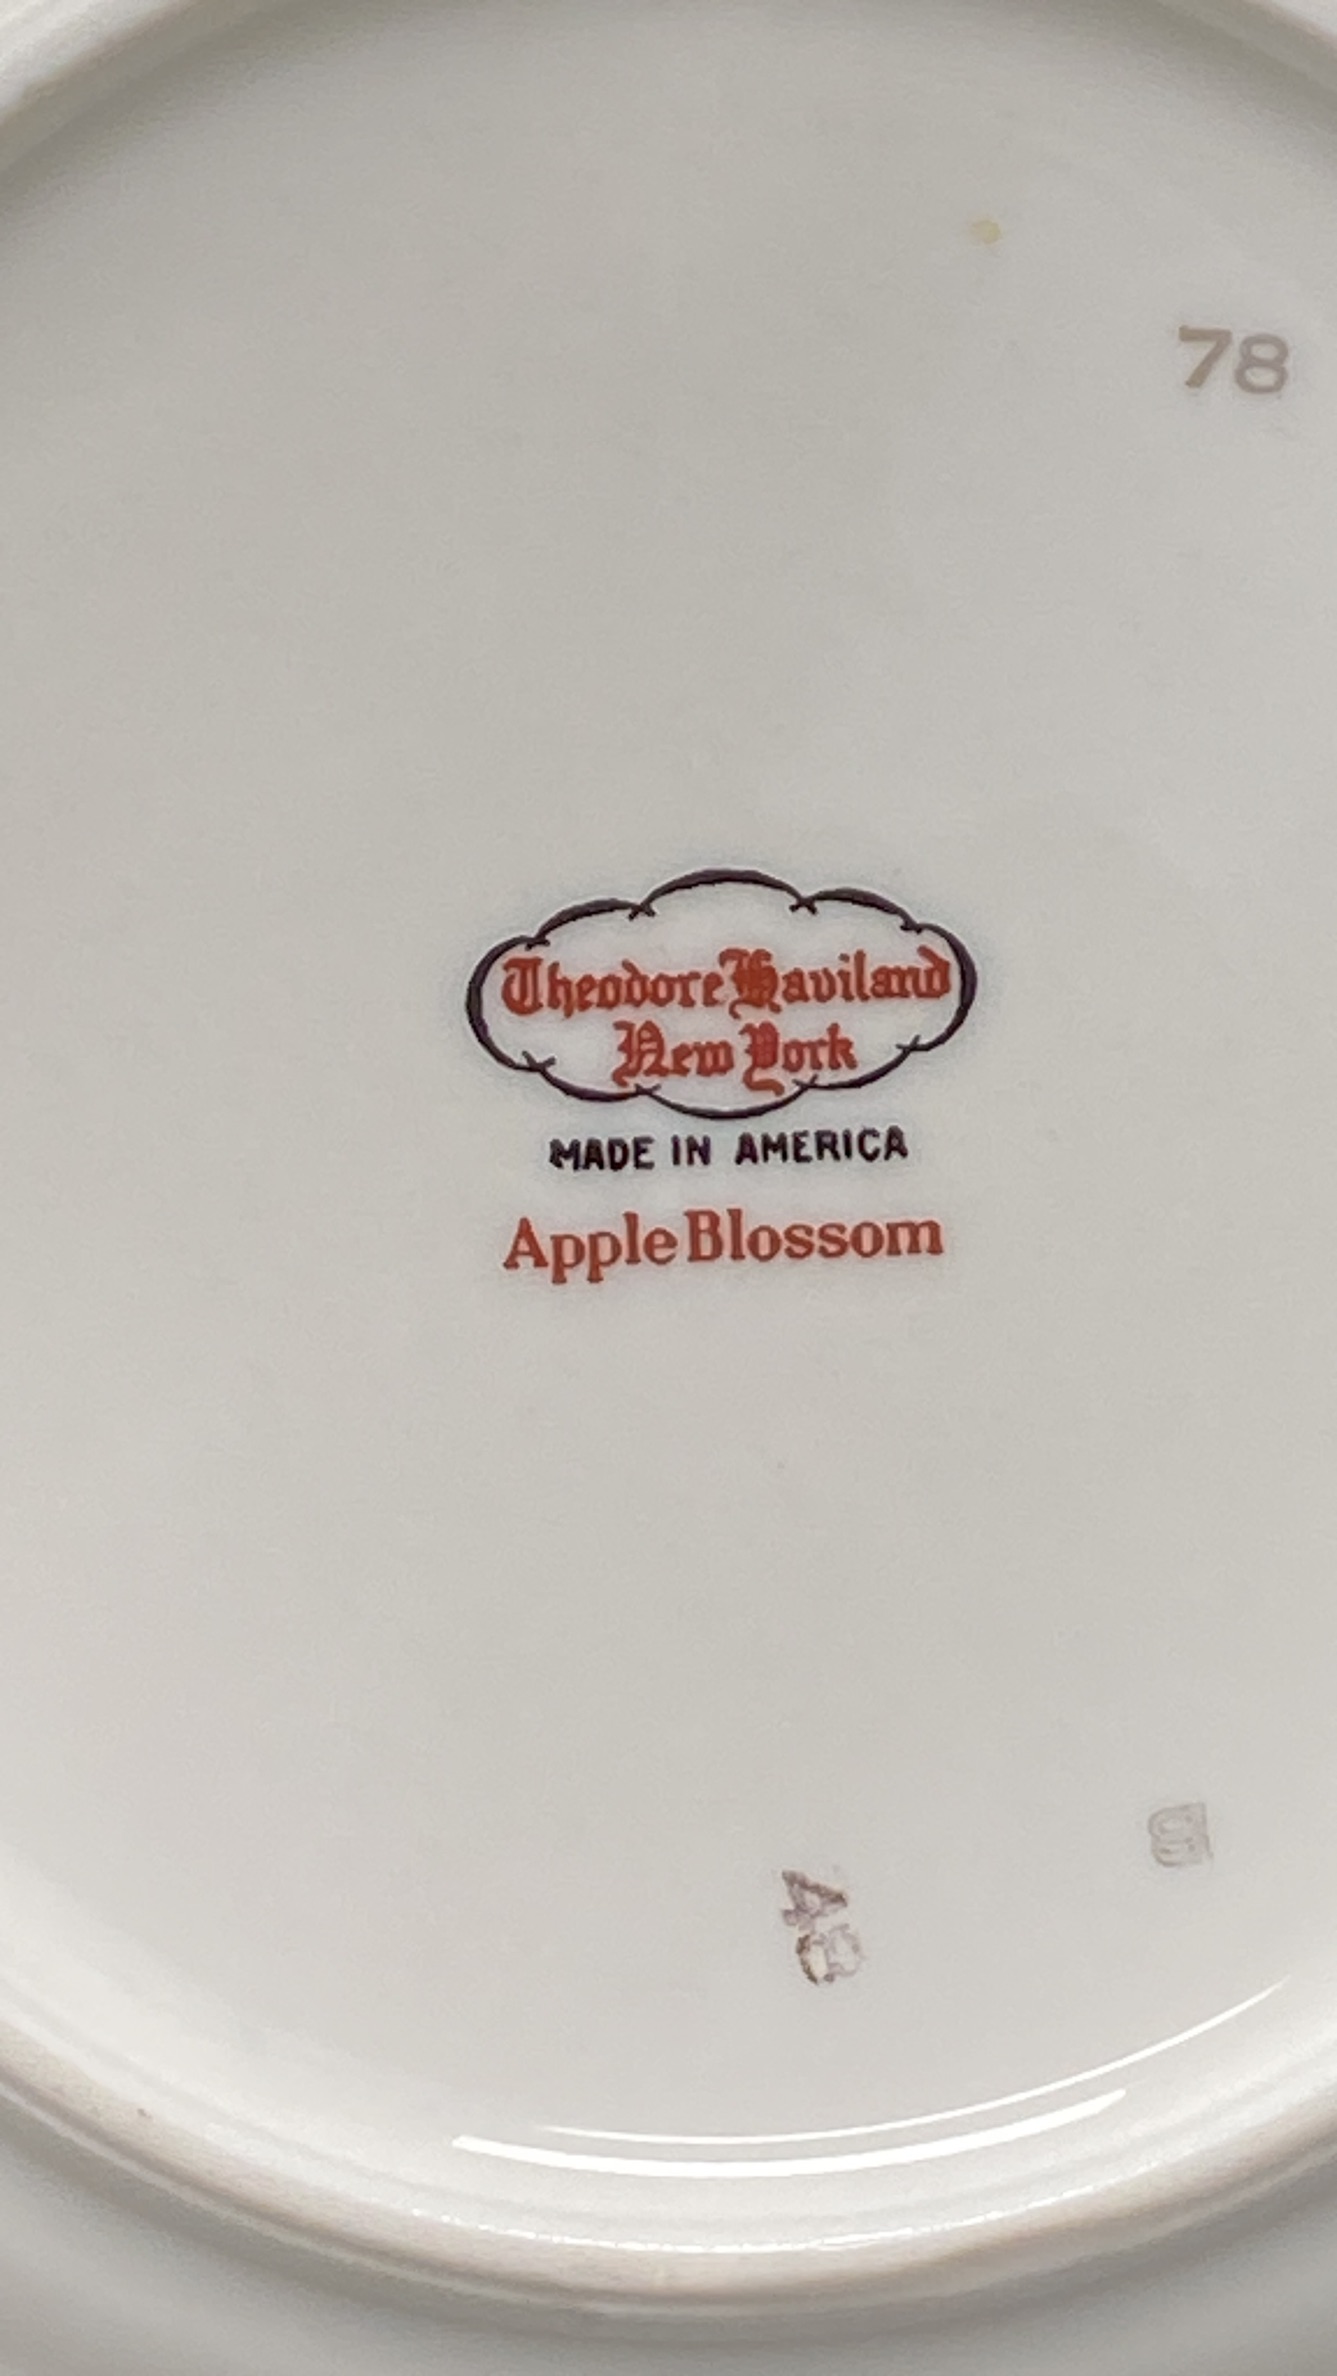 78
Theodore Haviland
New York
MADE IN AMERICA
Apple Blossom
B